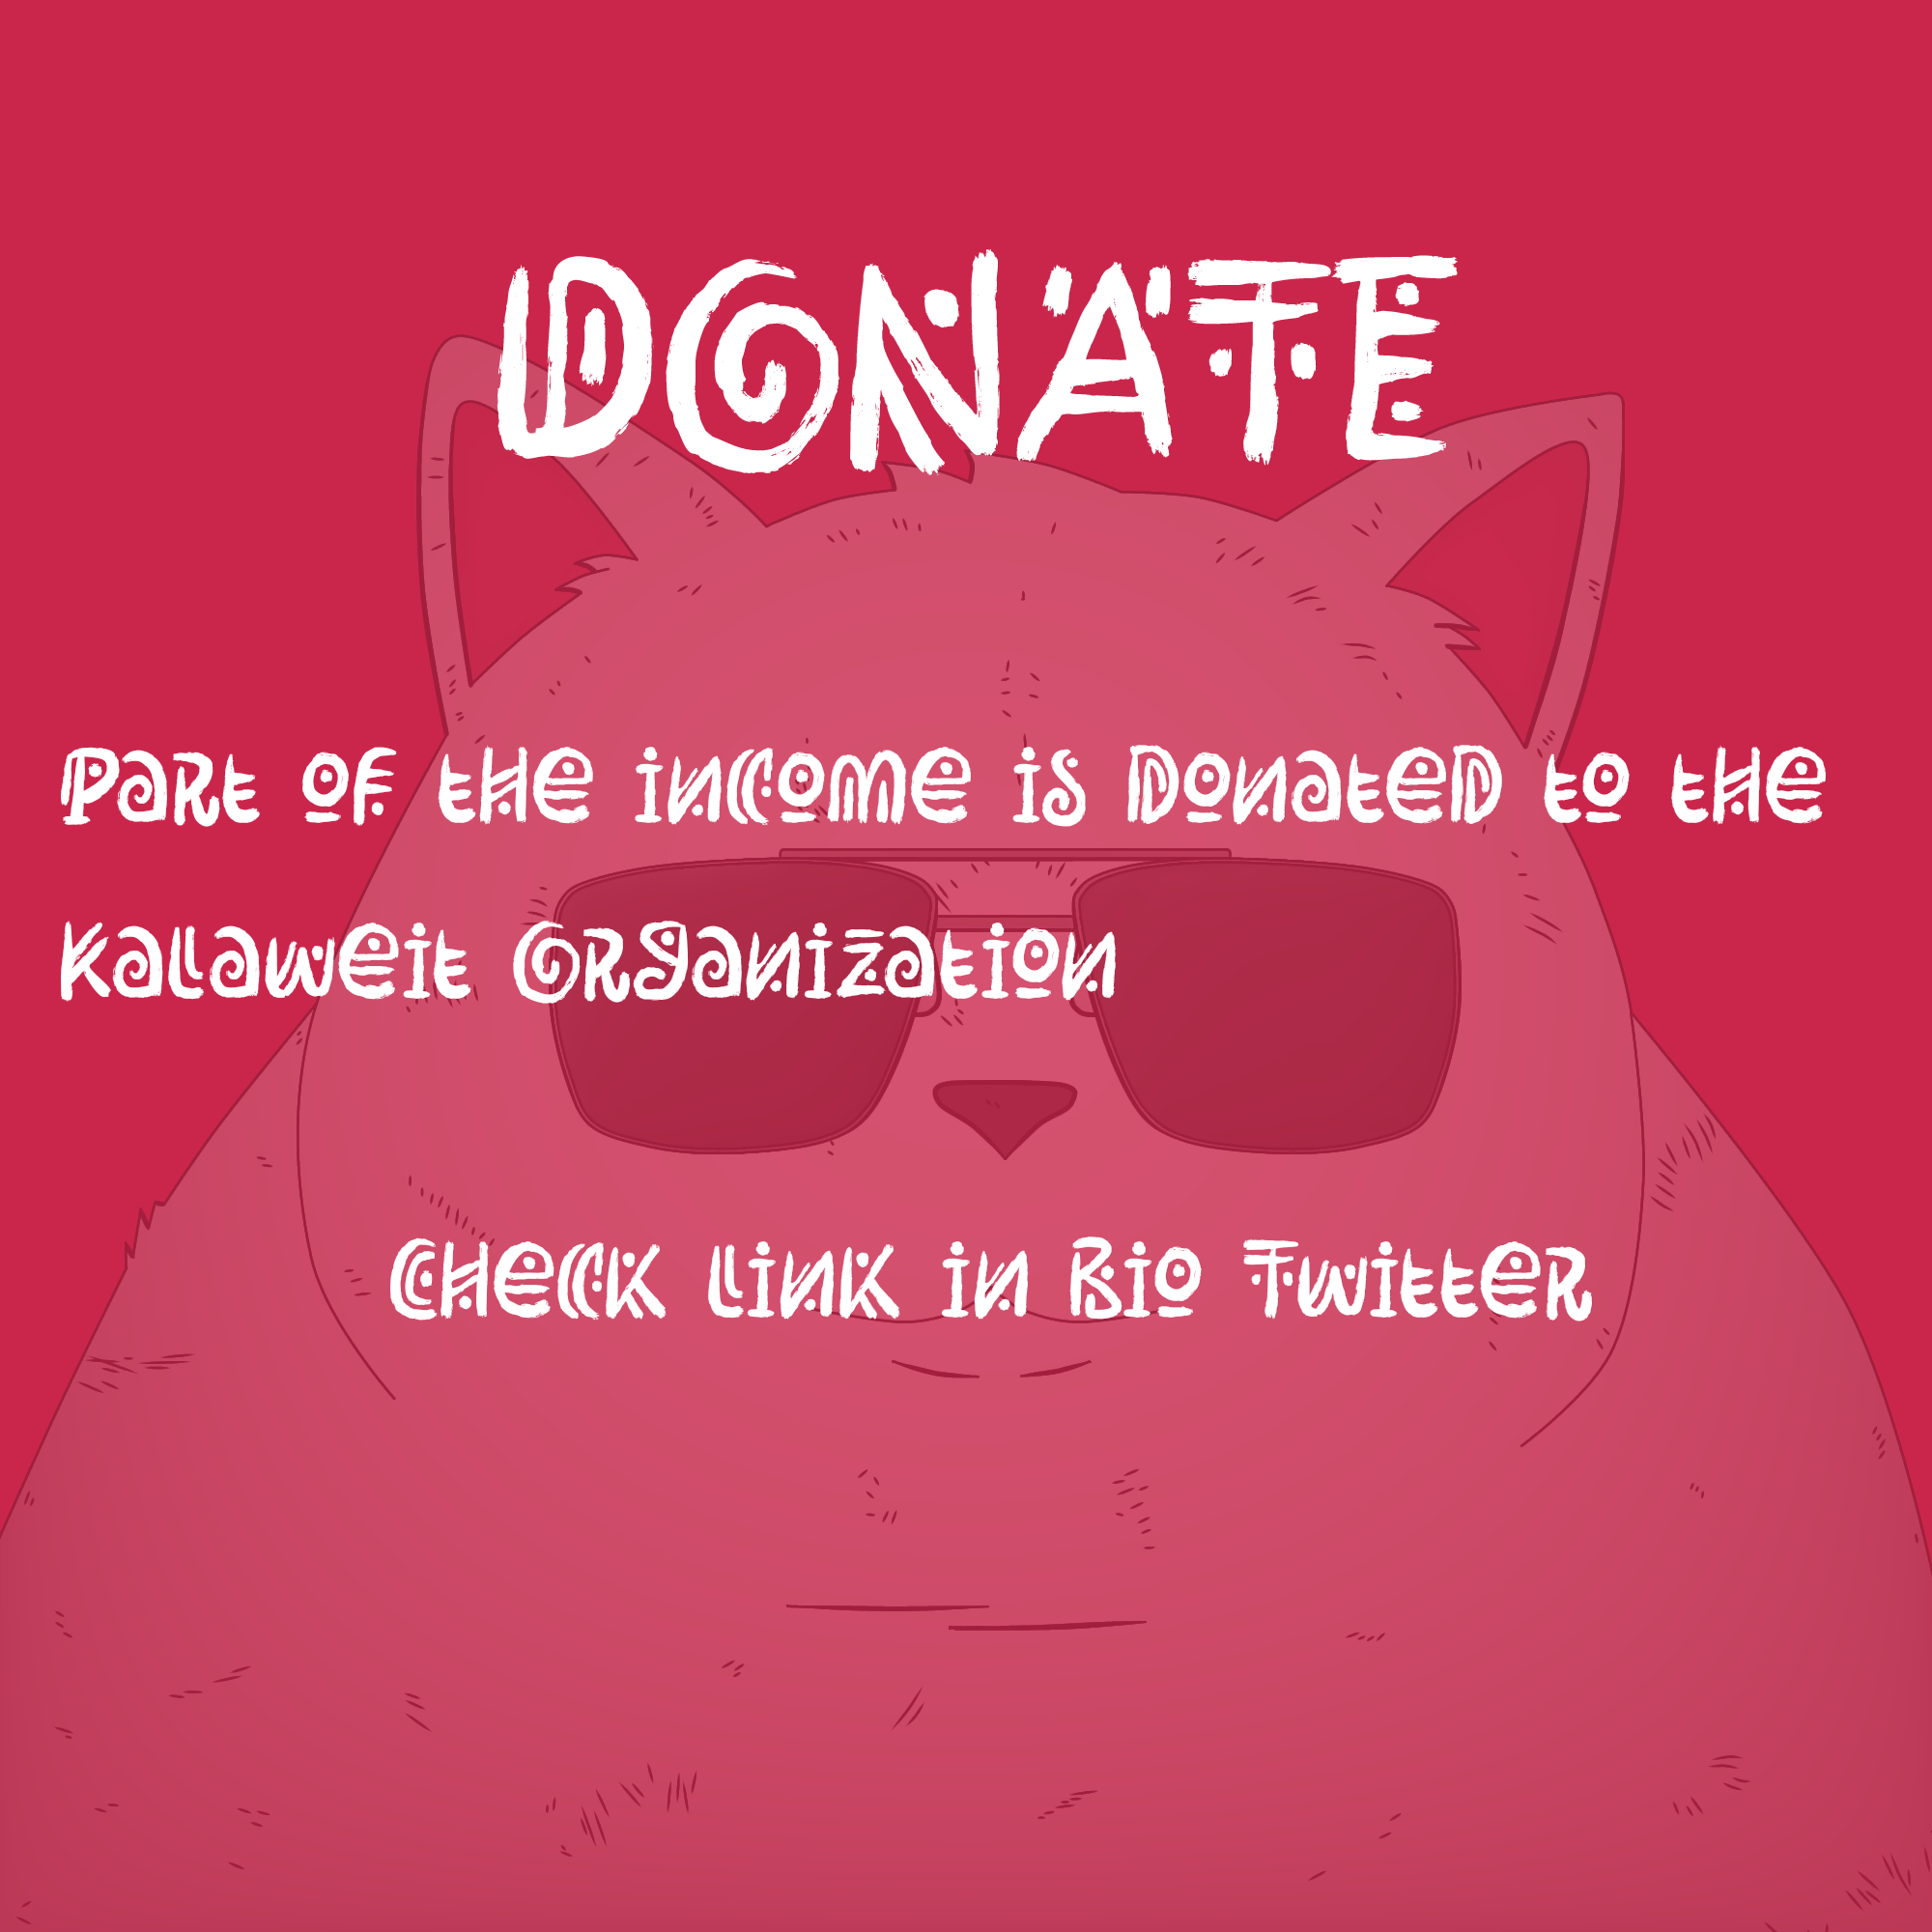 DONATE
Part of the income is Donated to the
Kalaweit Organization
Check Link in Bio Twitter